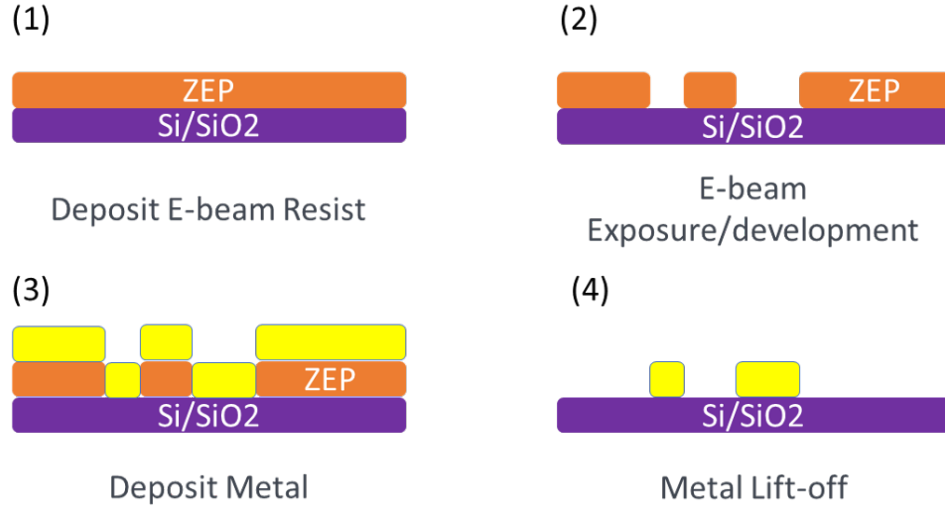 (1)
ZEP
Si/SiO2
Deposit E-beam Resist
(2)
ZEP
Si/SiO2
E-beam
Exposure/development
(3)
ZEP
Si/SiO2
Deposit Metal
(4)
Si/SiO2
Metal Lift-off